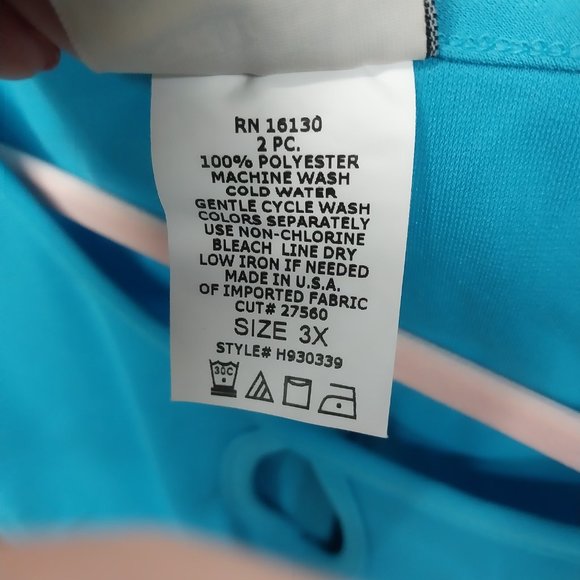 RN 16130
2 PC.
100% POLYESTER
MACHINE WASH
COLD WATER
GENTLE CYCLE WASH
COLORS SEPARATELY
USE NON-CHLORINE
BLEACH LINE DRY
LOW IRON IF NEEDED
MADE IN U.S.A.
OF IMPORTED FABRIC
CUT# 27560
SIZE 3X
STYLE# H930339
30C